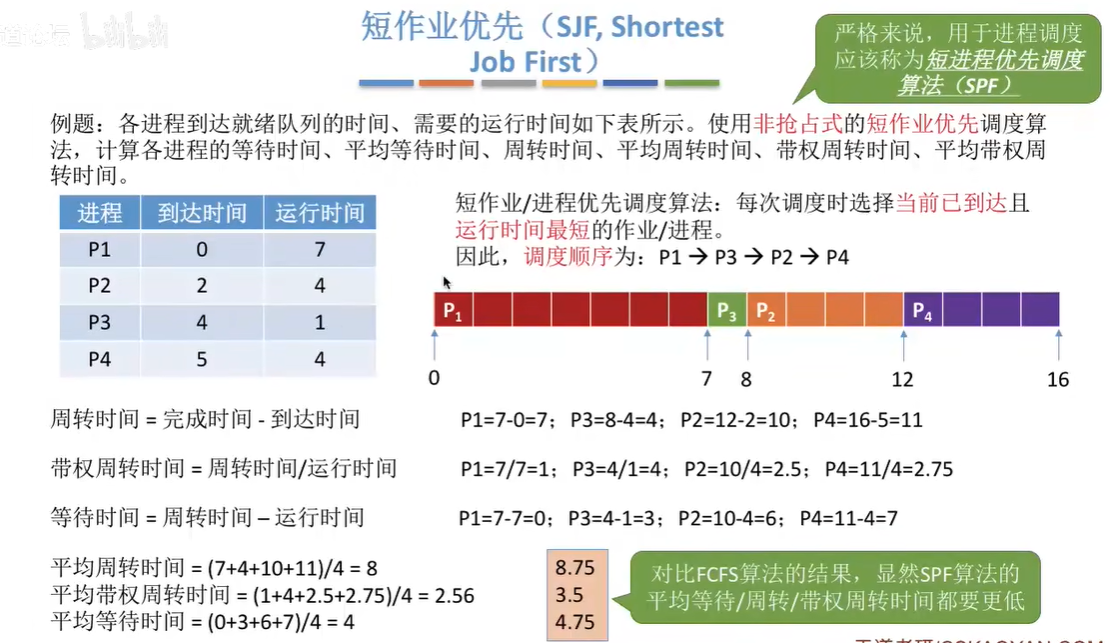 短作业优先（SJF, Shortest
Job First）
严格来说，用于进程调度
应该称为短进程优先调度
算法（SPF）
例题：各进程到达就绪队列的时间、需要的运行时间如下表所示。使用非抢占式的短作业优先调度算
法，计算各进程的等待时间、平均等待时间、周转时间、平均周转时间、带权周转时间、平均带权周
转时间。
进程 到达时间 运行时间
P1 0 7
P2 2 4
P3 4 1
P4 5 4
短作业/进程优先调度算法：每次调度时选择当前已到达且
运行时间最短的作业/进程。
因此，调度顺序为：P1 → P3 → P2 → P4
P1 P3 P2 P4
0 7 8 12 16
周转时间 = 完成时间 - 到达时间
P1=7-0=7；P3=8-4=4；P2=12-2=10；P4=16-5=11
带权周转时间 = 周转时间/运行时间
P1=7/7=1；P3=4/1=4；P2=10/4=2.5；P4=11/4=2.75
等待时间 = 周转时间 – 运行时间
P1=7-7=0；P3=4-1=3；P2=10-4=6；P4=11-4=7
平均周转时间 = (7+4+10+11)/4 = 8
平均带权周转时间 = (1+4+2.5+2.75)/4 = 2.56
平均等待时间 = (0+3+6+7)/4 = 4
8.75
3.5
4.75
对比FCFS算法的结果，显然SPF算法的
平均等待/周转/带权周转时间都要更低